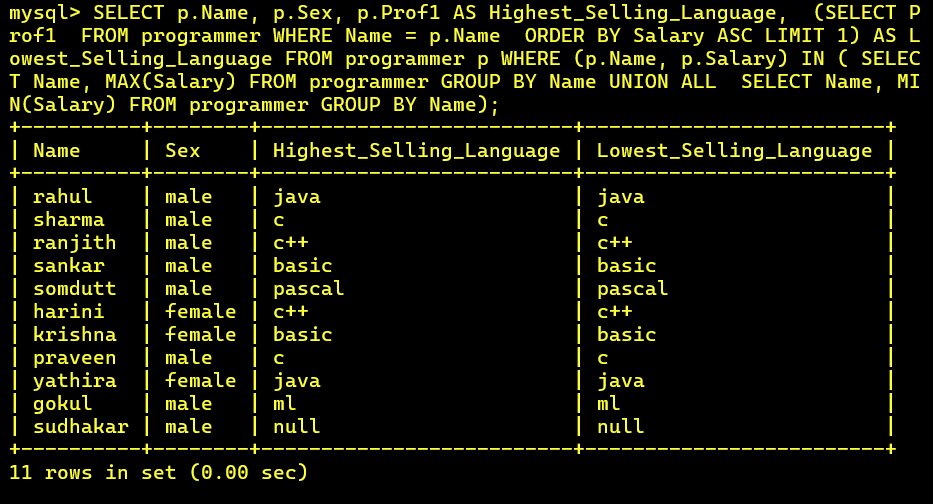 mysql> SELECT p.Name, p.Sex, p.Prof1 AS Highest_Selling_Language,  (SELECT P
rof1  FROM programmer WHERE Name = p.Name  ORDER BY Salary ASC LIMIT 1) AS L
owest_Selling_Language FROM programmer p WHERE (p.Name, p.Salary) IN ( SELEC
T Name, MAX(Salary) FROM programmer GROUP BY Name UNION ALL  SELECT Name, MI
N(Salary) FROM programmer GROUP BY Name);
+----------+--------+--------------------------+-------------------------+
| Name     | Sex    | Highest_Selling_Language | Lowest_Selling_Language |
+----------+--------+--------------------------+-------------------------+
| rahul    | male   | java                     | java                    |
| sharma   | male   | c                        | c                       |
| ranjith  | male   | c++                      | c++                     |
| sankar   | male   | basic                    | basic                   |
| somdutt  | male   | pascal                   | pascal                  |
| harini   | female | c++                      | c++                     |
| krishna  | female | basic                    | basic                   |
| praveen  | male   | c                        | c                       |
| yathira  | female | java                     | java                    |
| gokul    | male   | ml                       | ml                      |
| sudhakar | male   | null                     | null                    |
+----------+--------+--------------------------+-------------------------+
11 rows in set (0.00 sec)